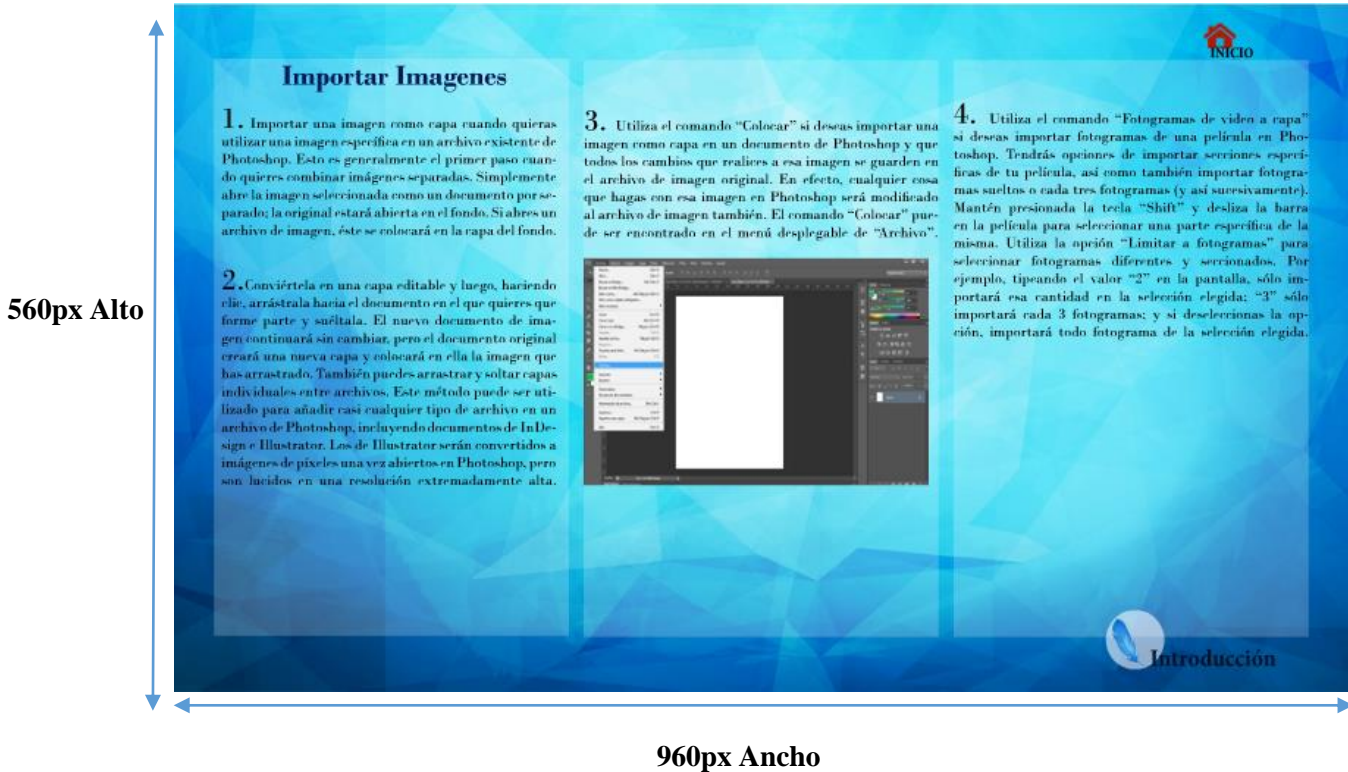 INICIO
Importar Imagenes
1. Importar una imagen como capa cuando quieras
utilizar una imagen específica en un archivo existente de
Photoshop. Esto es generalmente el primer paso cuan-
do quieres combinar imágenes separadas. Simplemente
abre la imagen seleccionada como un documento por se-
parado; la original estará abierta en el fondo. Si abres un
archivo de imagen, éste se colocará en la capa del fondo.
2. Conviértela en una capa editable y luego, haciendo
clic, arrástrala hacia el documento en el que quieres que
forme parte y suéltala. El nuevo documento de ima-
gen continuará sin cambiar, pero el documento original
creará una nueva capa y colocará en ella la imagen que
has arrastrado. También puedes arrastrar y soltar capas
individuales entre archivos. Este método puede ser uti-
lizado para añadir casi cualquier tipo de archivo en un
archivo de Photoshop, incluyendo documentos de InDe-
sign e Illustrator. Los de Illustrator serán convertidos a
imágenes de píxeles una vez abiertos en Photoshop, pero
son lucidos en una resolución extremadamente alta.
3. Utiliza el comando “Colocar” si deseas importar una
imagen como capa en un documento de Photoshop y que
todos los cambios que realices a esa imagen se guarden en
el archivo de imagen original. En efecto, cualquier cosa
que hagas con esa imagen en Photoshop será modificado
al archivo de imagen también. El comando “Colocar” pue-
de ser encontrado en el menú desplegable de “Archivo”.
4. Utiliza el comando “Fotogramas de video a capa”
si deseas importar fotogramas de una película en Pho-
toshop. Tendrás opciones de importar secciones especí-
ficas de tu película, así como también importar fotogra-
mas sueltos o cada tres fotogramas (y así sucesivamente).
Mantén presionada la tecla “Shift” y desliza la barra
en la película para seleccionar una parte específica de la
misma. Utiliza la opción “Limitar a fotogramas” para
seleccionar fotogramas diferentes y seccionados. Por
ejemplo, tipeando el valor “2” en la pantalla, sólo im-
portará esa cantidad en la selección elegida; “3” sólo
importará cada 3 fotogramas; y si deseleccionas la op-
ción, importará todo fotograma de la selección elegida.
Introducción
560px Alto
960px Ancho